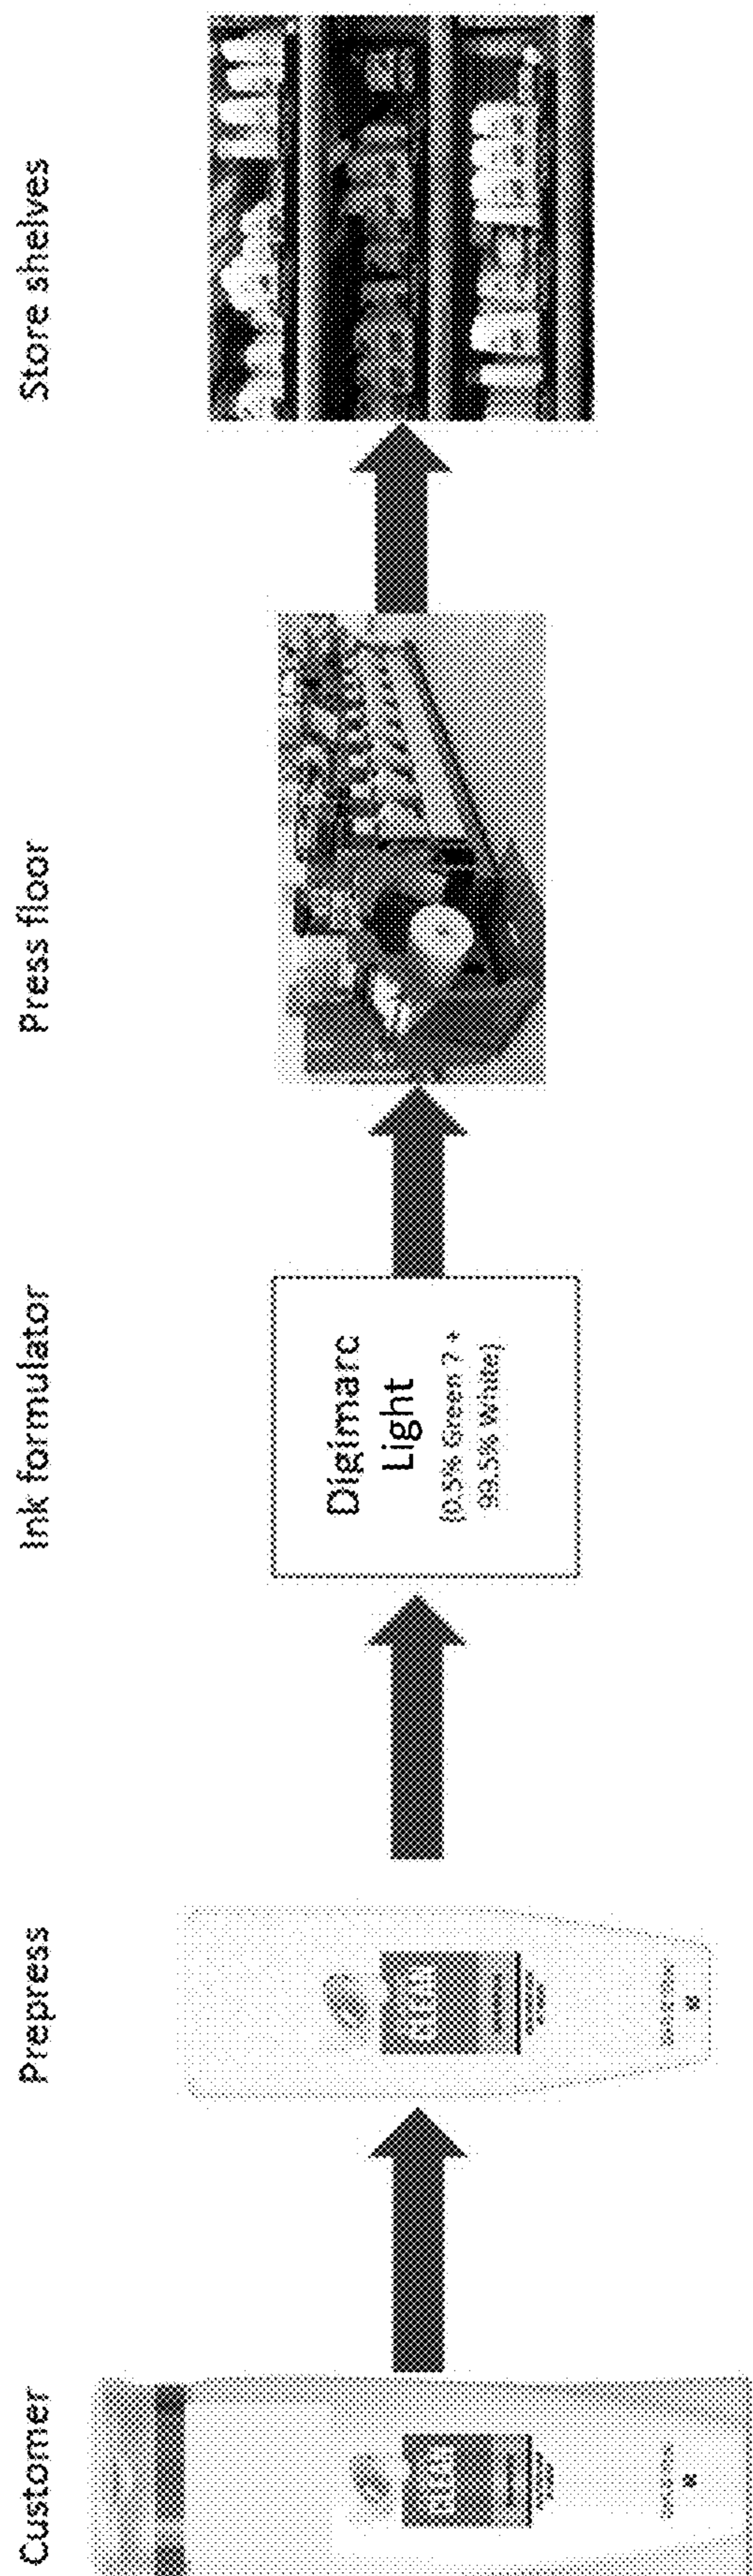 Customer
Prepress
Ink formulator
Press floor
Store shelves
Digimarc
Light
[0.5% Green 7 +
99.5% White]